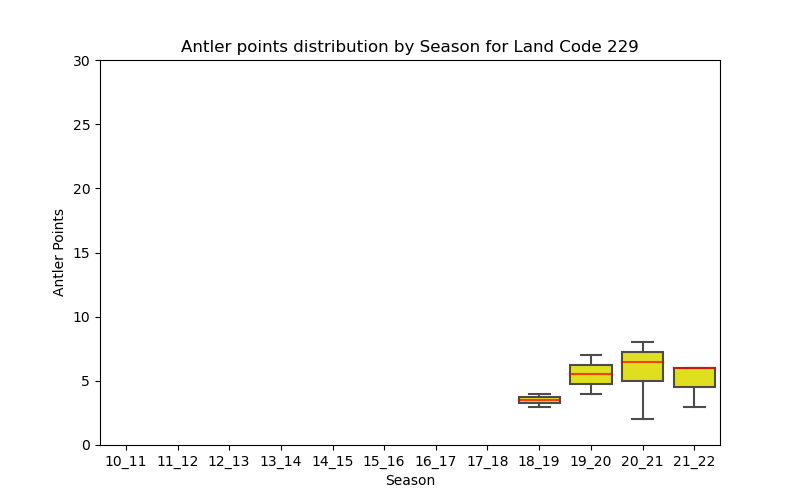 Antler points distribution by Season for Land Code 229
30
25
20
15
10
5
0
Antler Points
10_11 11_12 12_13 13_14 14_15 15_16 16_17 17_18 18_19 19_20 20_21 21_22
Season